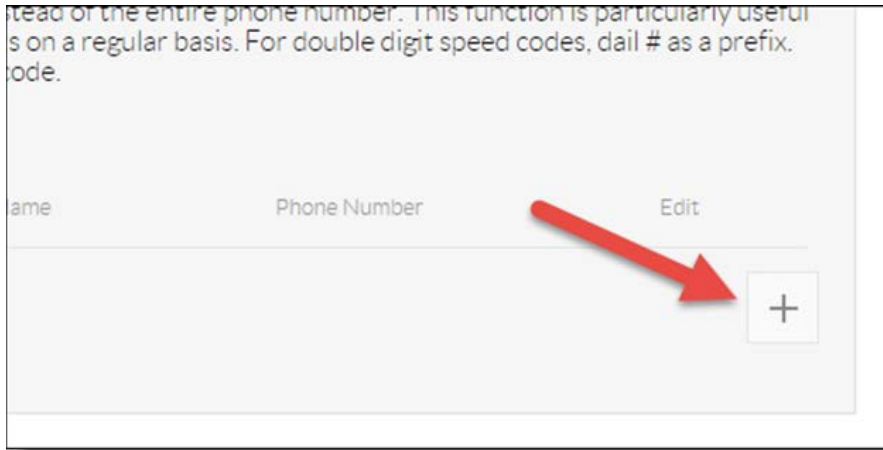 stead of the entire phone number. This function is particularly useful
s on a regular basis. For double digit speed codes, dail # as a prefix.
code.
ame Phone Number Edit
+